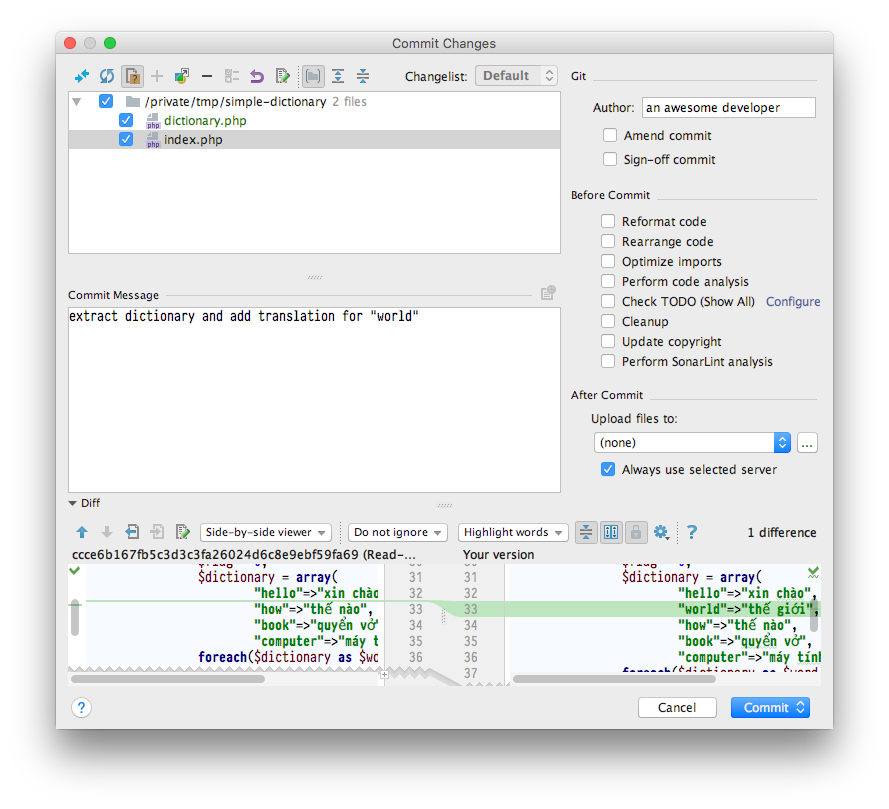 Commit Changes
Changelist: Default
/private/tmp/simple-dictionary 2 files
php dictionary.php
php index.php
Git
Author: an awesome developer
Amend commit
Sign-off commit
Before Commit
Reformat code
Rearrange code
Optimize imports
Perform code analysis
Check TODO (Show All) Configure
Cleanup
Update copyright
Perform SonarLint analysis
After Commit
Upload files to:
(none) ...
Always use selected server
Commit Message
extract dictionary and add translation for "world"
Diff
Side-by-side viewer Do not ignore Highlight words ? 1 difference
ccce6b167fb5c3d3c3fa26024d6c8e9ebf59fa69 (Read-... Your version
$dictionary = array( 31 31 $dictionary = array(
"hello"=>"xin chào 32 32 "hello"=>"xin chào",
"how"=>"thế nào", 33 33 "world"=>"thế giới",
"book"=>"quyển vở", 34 34 "how"=>"thế nào",
"computer"=>"máy t 35 35 "book"=>"quyển vở",
foreach($dictionary as $wo 36 36 "computer"=>"máy tính
37 foreach($dictionary as $word
? Cancel Commit